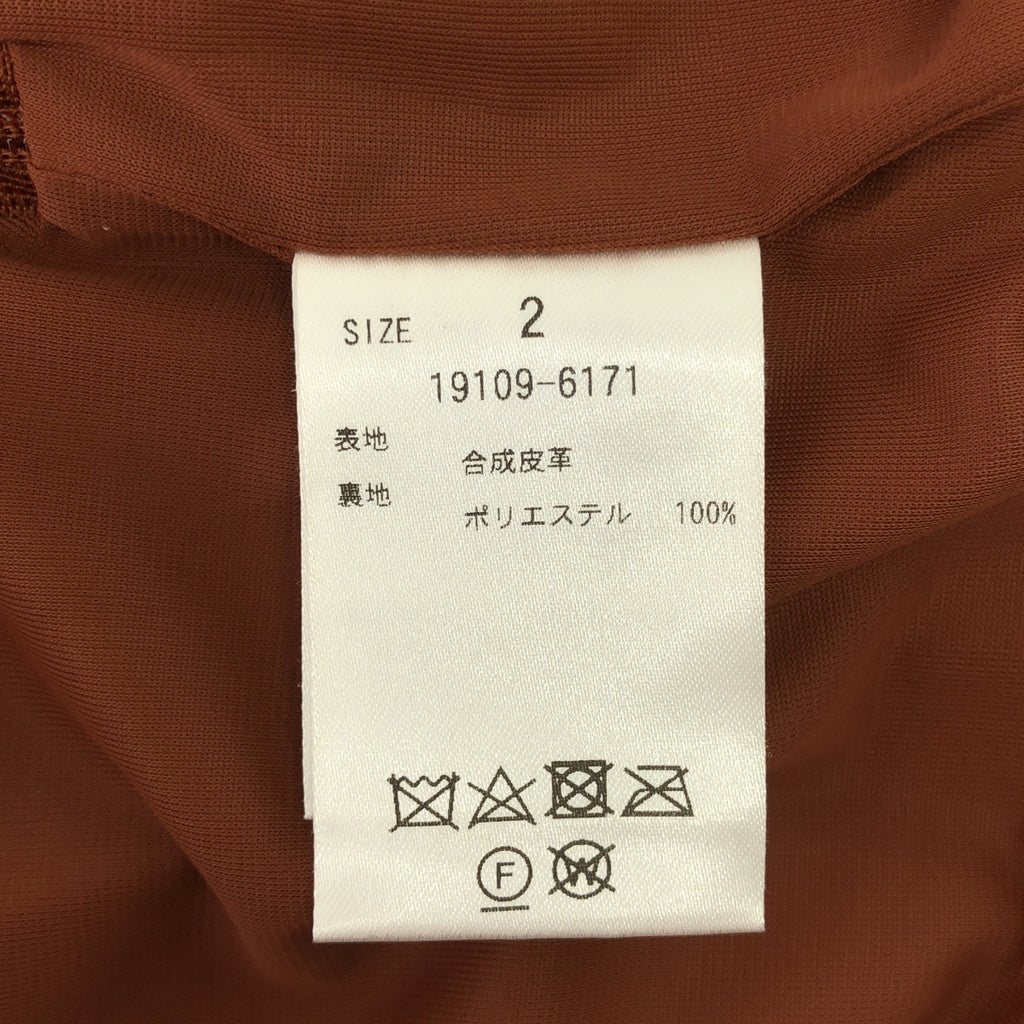 SIZE 2
19109-6171
表地
合成皮革
裏地
ポリエステル 100%
F
W